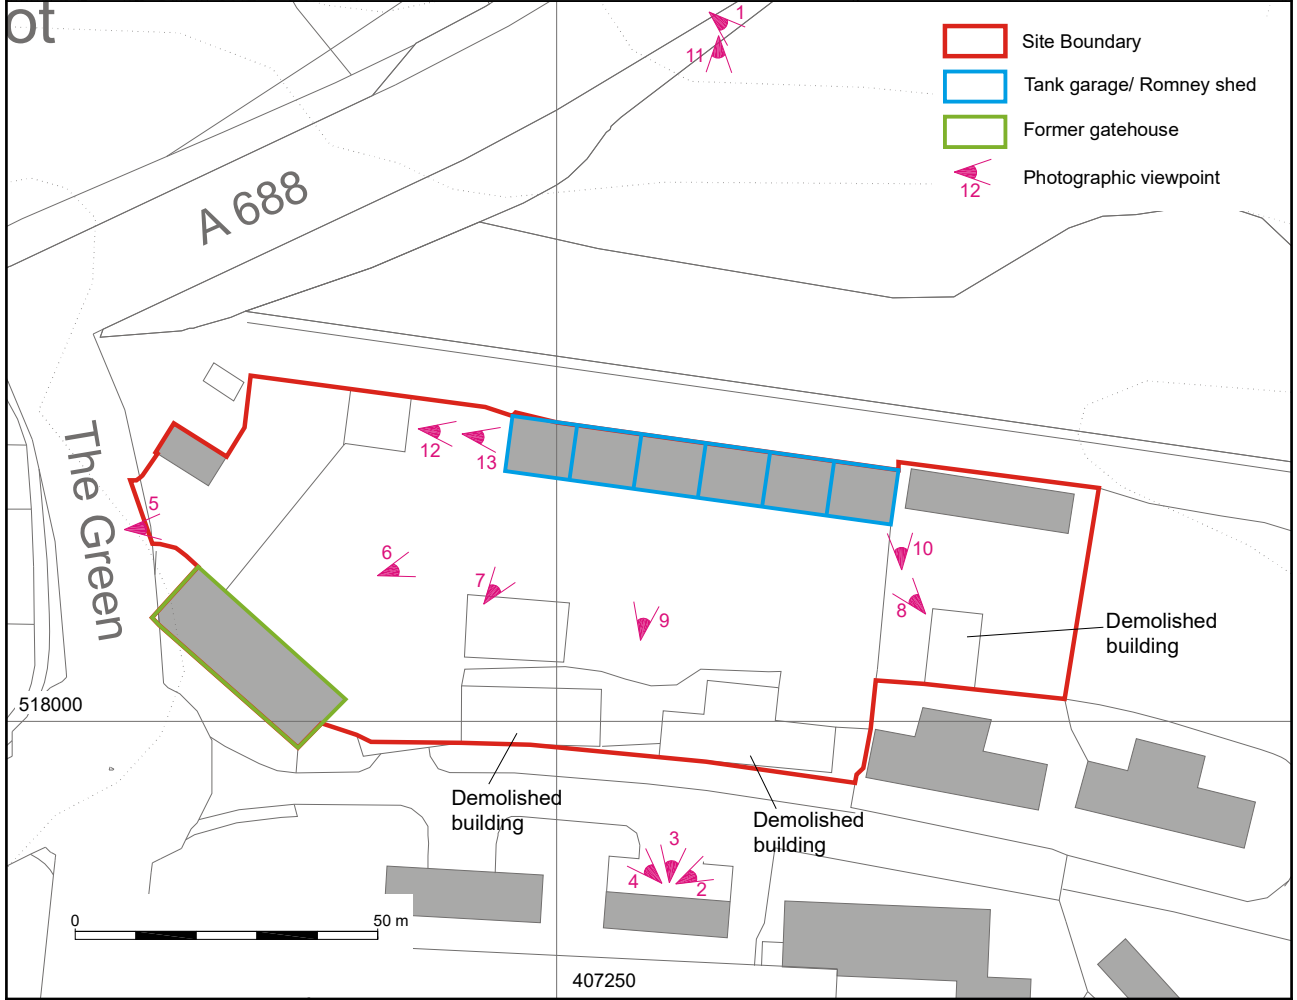 ot
1
11
Site Boundary
Tank garage/ Romney shed
Former gatehouse
12
Photographic viewpoint
A 688
The Green
12
13
5
6
7
9
10
8
Demolished
building
518000
Demolished
building
Demolished
building
3
4
2
0
50 m
407250